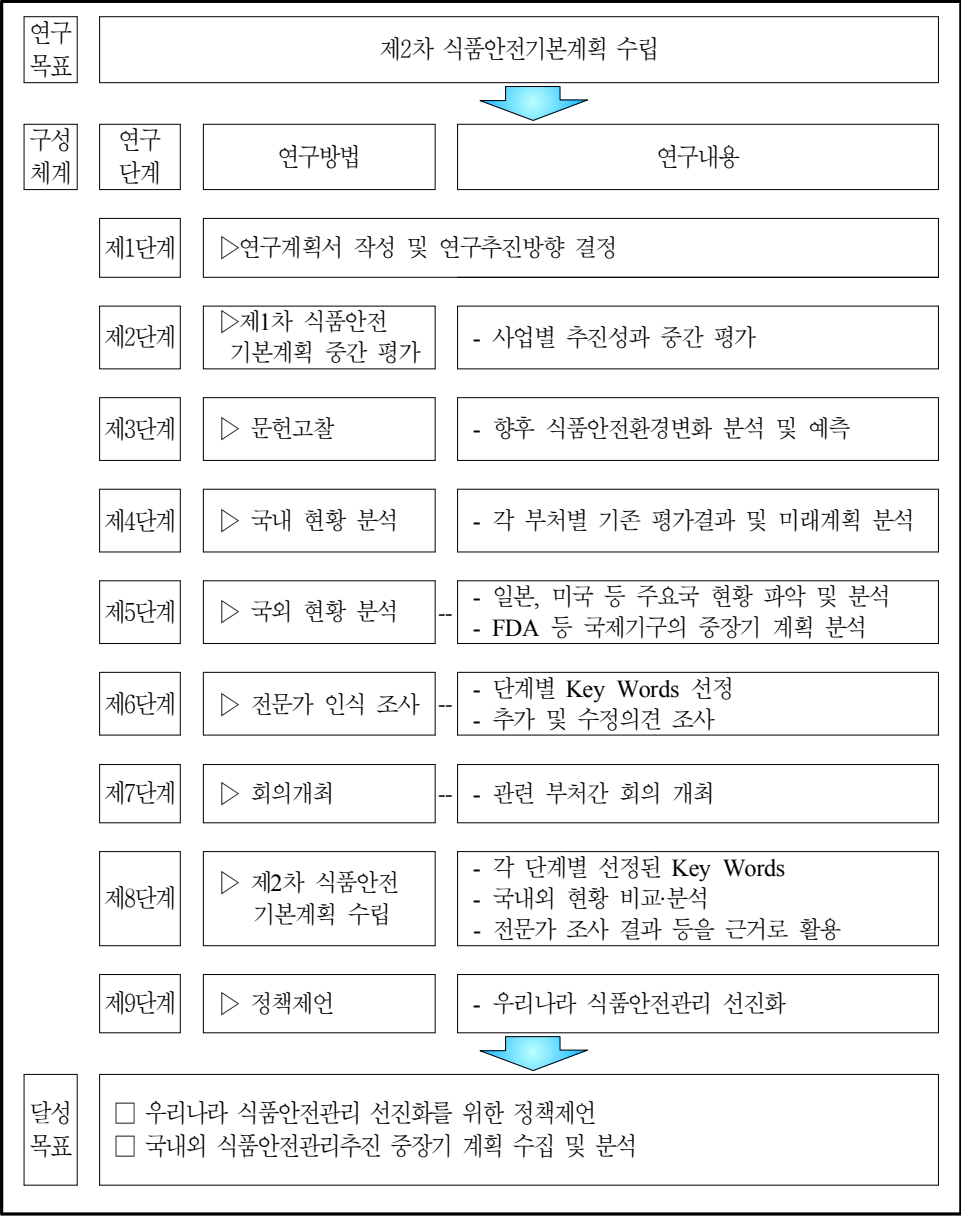 연구
목표
제2차 식품안전기본계획 수립
구성
체계
연구
단계
연구방법
연구내용
제1단계
▷연구계획서 작성 및 연구추진방향 결정
제2단계
▷제1차 식품안전
기본계획 중간 평가
- 사업별 추진성과 중간 평가
제3단계
▷ 문헌고찰
- 향후 식품안전환경변화 분석 및 예측
제4단계
▷ 국내 현황 분석
- 각 부처별 기존 평가결과 및 미래계획 분석
제5단계
▷ 국외 현황 분석
--
- 일본, 미국 등 주요국 현황 파악 및 분석
- FDA 등 국제기구의 중장기 계획 분석
제6단계
▷ 전문가 인식 조사
--
- 단계별 Key Words 선정
- 추가 및 수정의견 조사
제7단계
▷ 회의개최
--
- 관련 부처간 회의 개최
제8단계
▷ 제2차 식품안전
기본계획 수립
- 각 단계별 선정된 Key Words
- 국내외 현황 비교·분석
- 전문가 조사 결과 등을 근거로 활용
제9단계
▷ 정책제언
- 우리나라 식품안전관리 선진화
달성
목표
□ 우리나라 식품안전관리 선진화를 위한 정책제언
□ 국내외 식품안전관리추진 중장기 계획 수집 및 분석